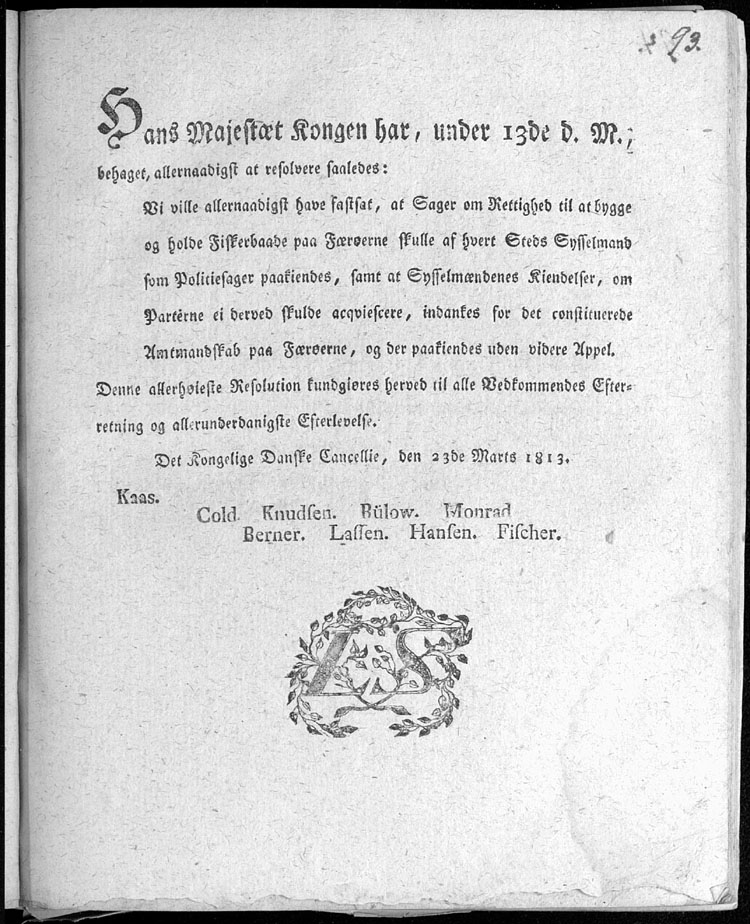 93.
Hans Majestæt Kongen har, under 13de d. M.,
behaget, allernaadigst at resolvere saaledes:
Vi ville allernaadigst have fastsat, at Sager om Rettighed til at bygge
og holde Fiskerbaade paa Færøerne skulle af hvert Steds Sysselmand
som Politiesager paakiendes, samt at Sysselmændenes Kiendelser, om
Parterne ei derved skulde acqviescere, indankes for det constituerede
Amtmandskab paa Færøerne, og der paakiendes uden videre Appel.
Denne allerhøieste Resolution kundgiøres herved til alle Vedkommendes Efter-
retning og allerunderdanigste Efterlevelse.
Det Kongelige Danske Cancellie, den 23de Marts 1813.
Kaas.
Cold. Knudsen. Bülow. Monrad
Berner. Lassen. Hansen. Fischer.
LS